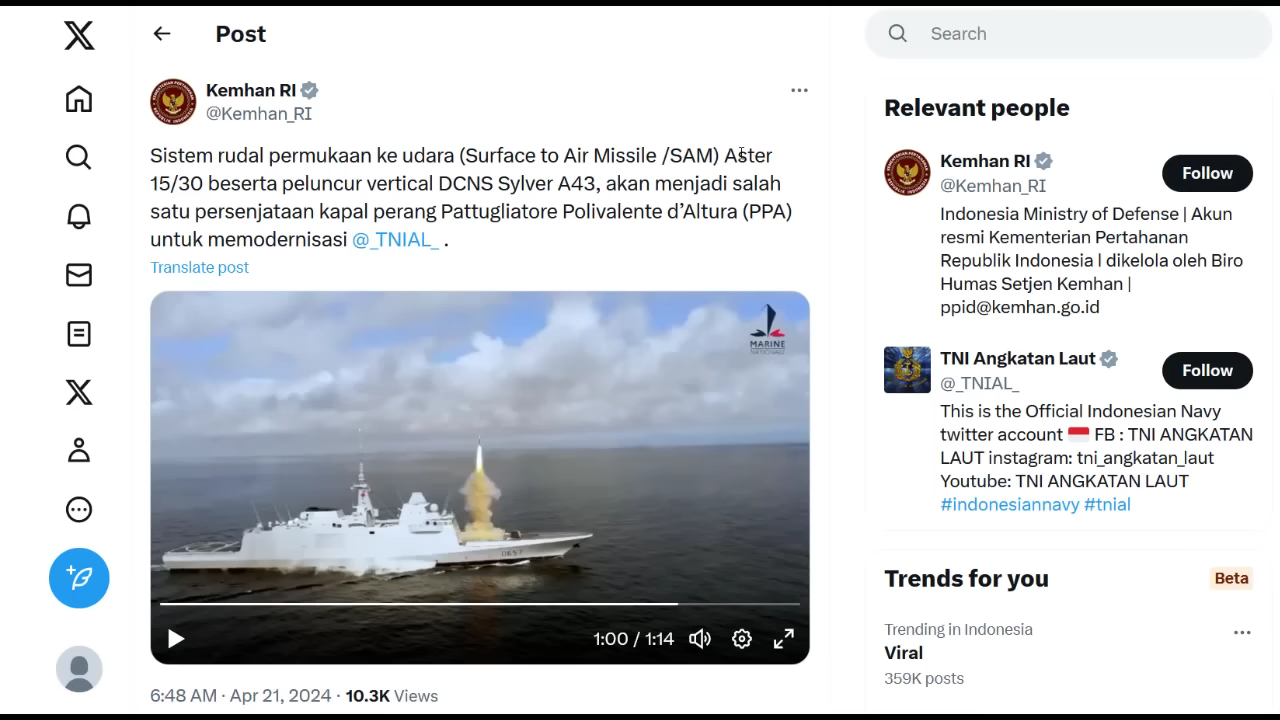 Post
Search
Kemhan RI
@Kemhan_RI
Sistem rudal permukaan ke udara (Surface to Air Missile /SAM) Aster
15/30 beserta peluncur vertical DCNS Sylver A43, akan menjadi salah
satu persenjataan kapal perang Pattugliatore Polivalente d’Altura (PPA)
untuk memodernisasi @_TNIAL_ .
Translate post
MARINE
NATIONALE
D657
1:00 / 1:14
6:48 AM · Apr 21, 2024 · 10.3K Views
Relevant people
Kemhan RI
@Kemhan_RI
Follow
Indonesia Ministry of Defense | Akun
resmi Kementerian Pertahanan
Republik Indonesia | dikelola oleh Biro
Humas Setjen Kemhan |
ppid@kemhan.go.id
TNI Angkatan Laut
@_TNIAL_
Follow
This is the Official Indonesian Navy
twitter account FB : TNI ANGKATAN
LAUT instagram: tni_angkatan_laut
Youtube: TNI ANGKATAN LAUT
#indonesiannavy #tnial
Trends for you
Beta
Trending in Indonesia
Viral
359K posts